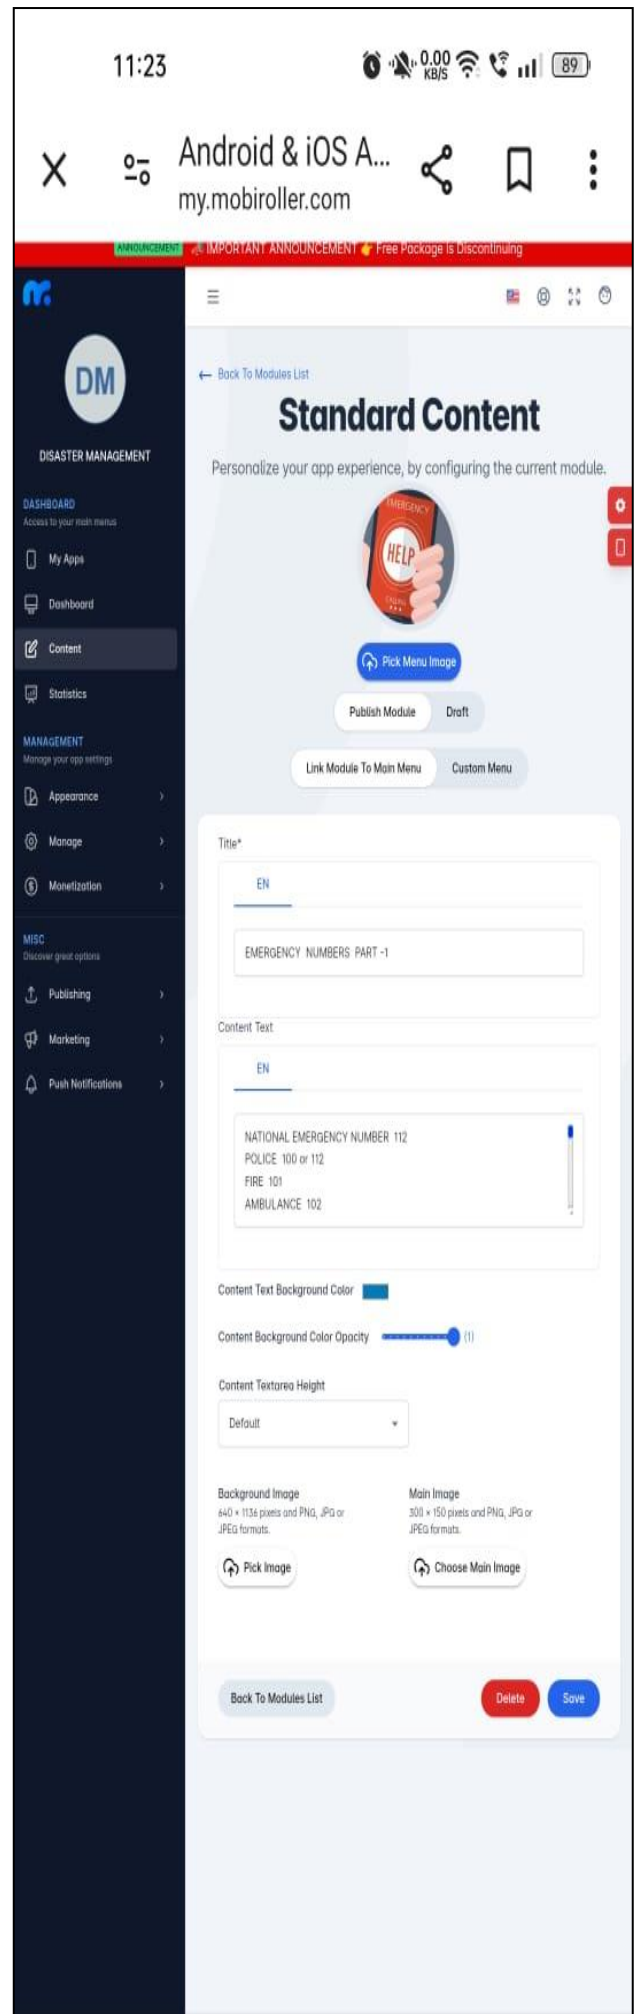 11:23
0.00
KB/S
89
Android & iOS A...
my.mobiroller.com
ANNOUNCEMENT IMPORTANT ANNOUNCEMENT 👉 Free Package Is Discontinuing
DM
DISASTER MANAGEMENT
DASHBOARD
Access to your main menus
My Apps
Dashboard
Content
Statistics
MANAGEMENT
Manage your app settings
Appearance
Manage
Monetization
MISC
Discover great options
Publishing
Marketing
Push Notifications
← Back To Modules List
Standard Content
Personalize your app experience, by configuring the current module.
EMERGENCY
HELP
CALLING
Pick Menu Image
Publish Module Draft
Link Module To Main Menu Custom Menu
Title*
EN
EMERGENCY NUMBERS PART -1
Content Text
EN
NATIONAL EMERGENCY NUMBER 112
POLICE 100 or 112
FIRE 101
AMBULANCE 102
Content Text Background Color
Content Background Color Opacity (1)
Content Textarea Height
Default
Background Image
640 × 1136 pixels and PNG, JPG or
JPEG formats.
Pick Image
Main Image
300 × 150 pixels and PNG, JPG or
JPEG formats.
Choose Main Image
Back To Modules List Delete Save